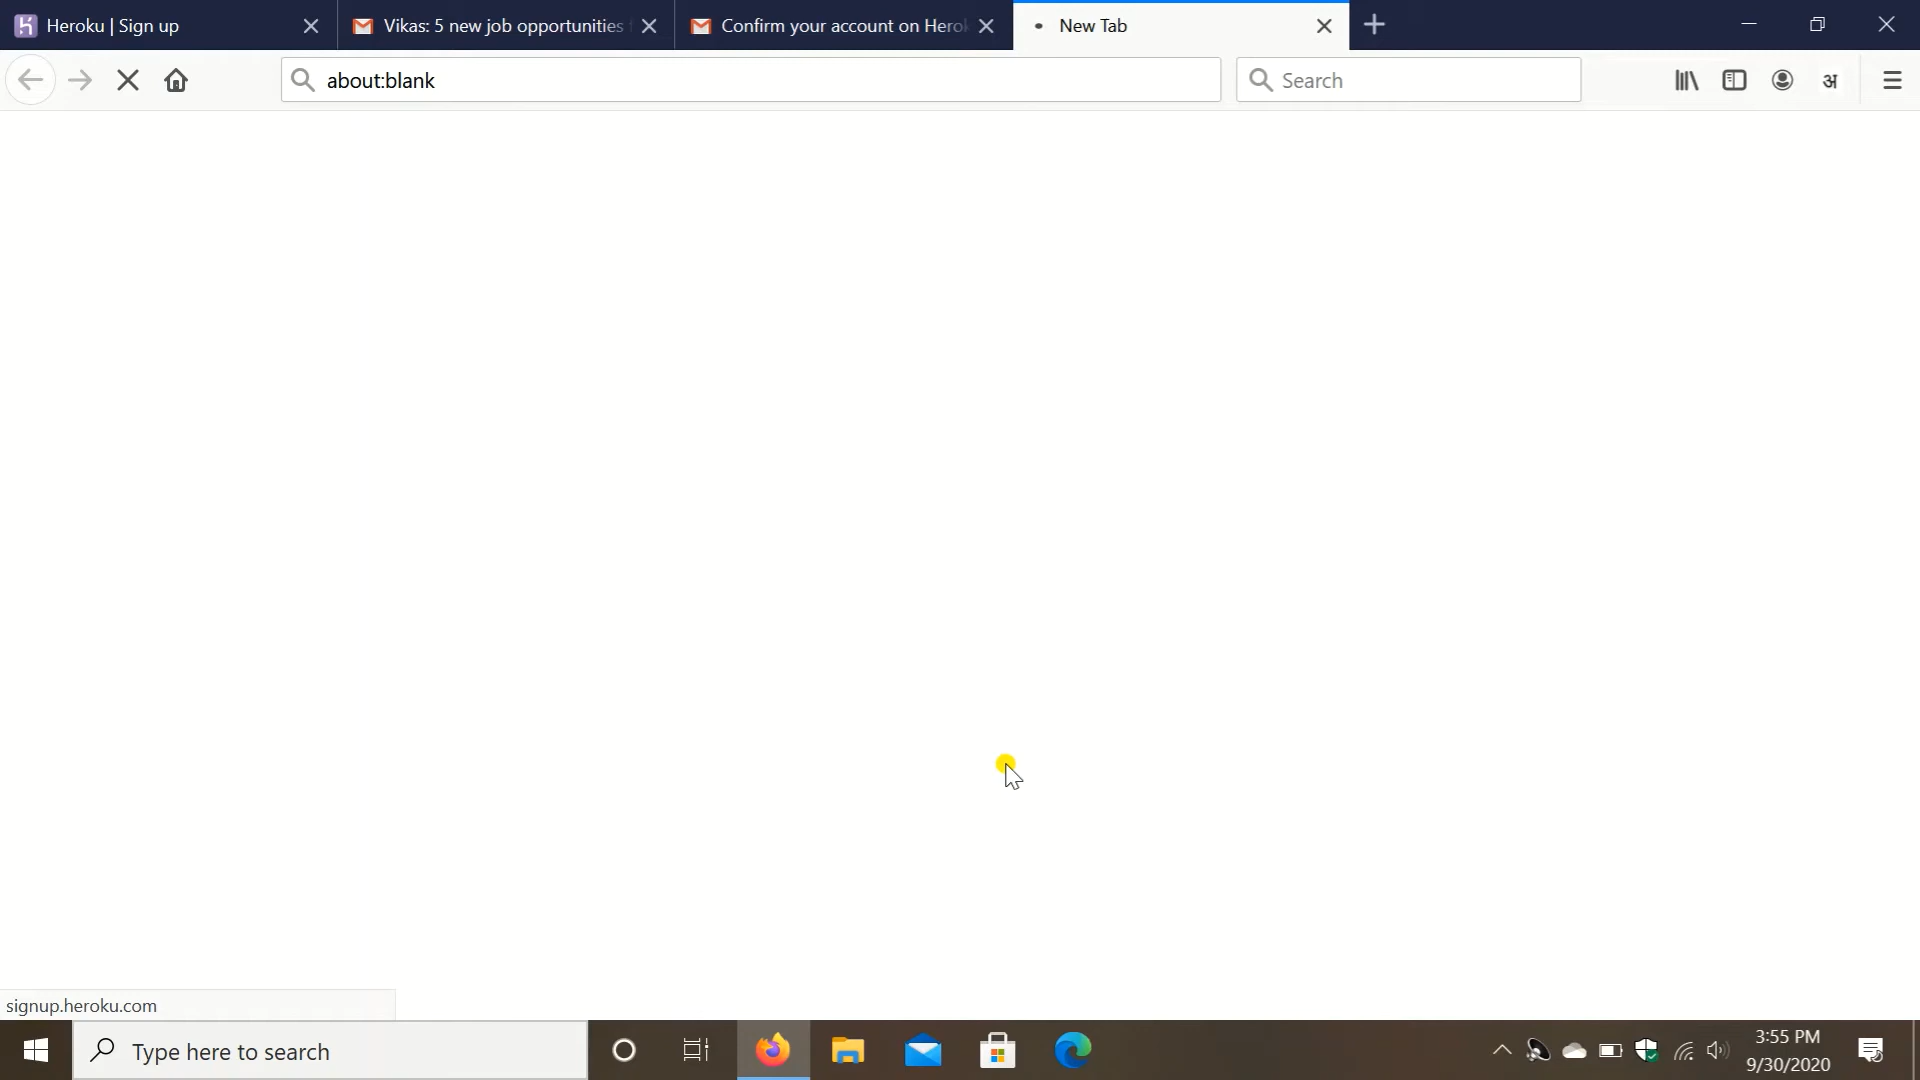 Heroku | Sign up
Vikas: 5 new job opportunities
Confirm your account on Hero
New Tab
about:blank
Search
अ
signup.heroku.com
Type here to search
3:55 PM
9/30/2020